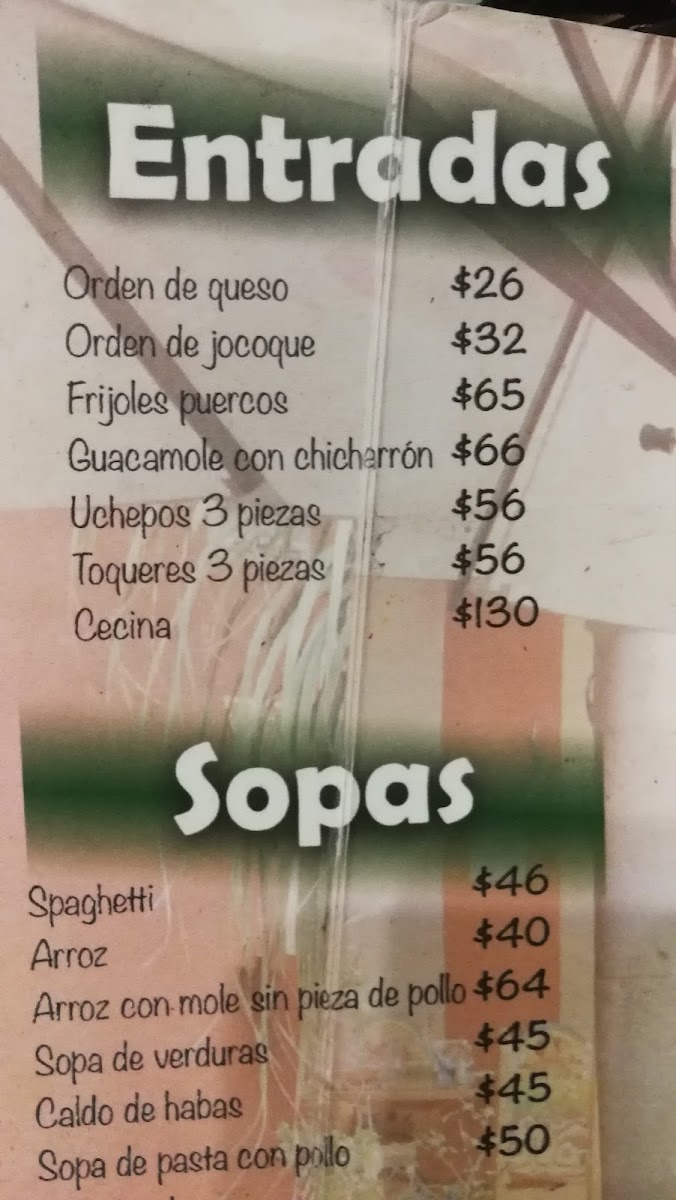 Entradas
Orden de queso $26
Orden de jocoque $32
Frijoles puercos $65
Guacamole con chicharrón $66
Uchepos 3 piezas $56
Toqueres 3 piezas $56
Cecina $130
Sopas
Spaghetti $46
Arroz $40
Arroz con mole sin pieza de pollo $64
Sopa de verduras $45
Caldo de habas $45
Sopa de pasta con pollo $50